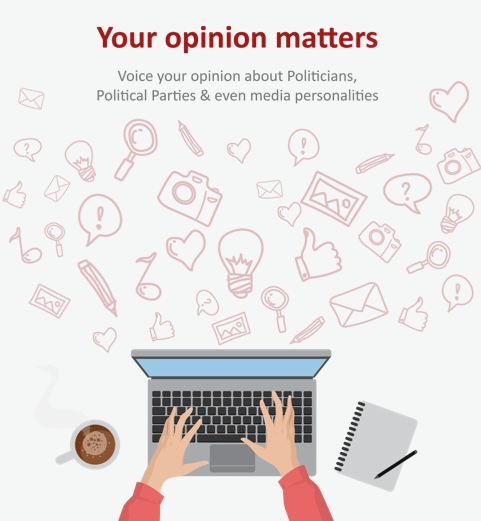 Your opinion matters
Voice your opinion about Politicians,
Political Parties & even media personalities